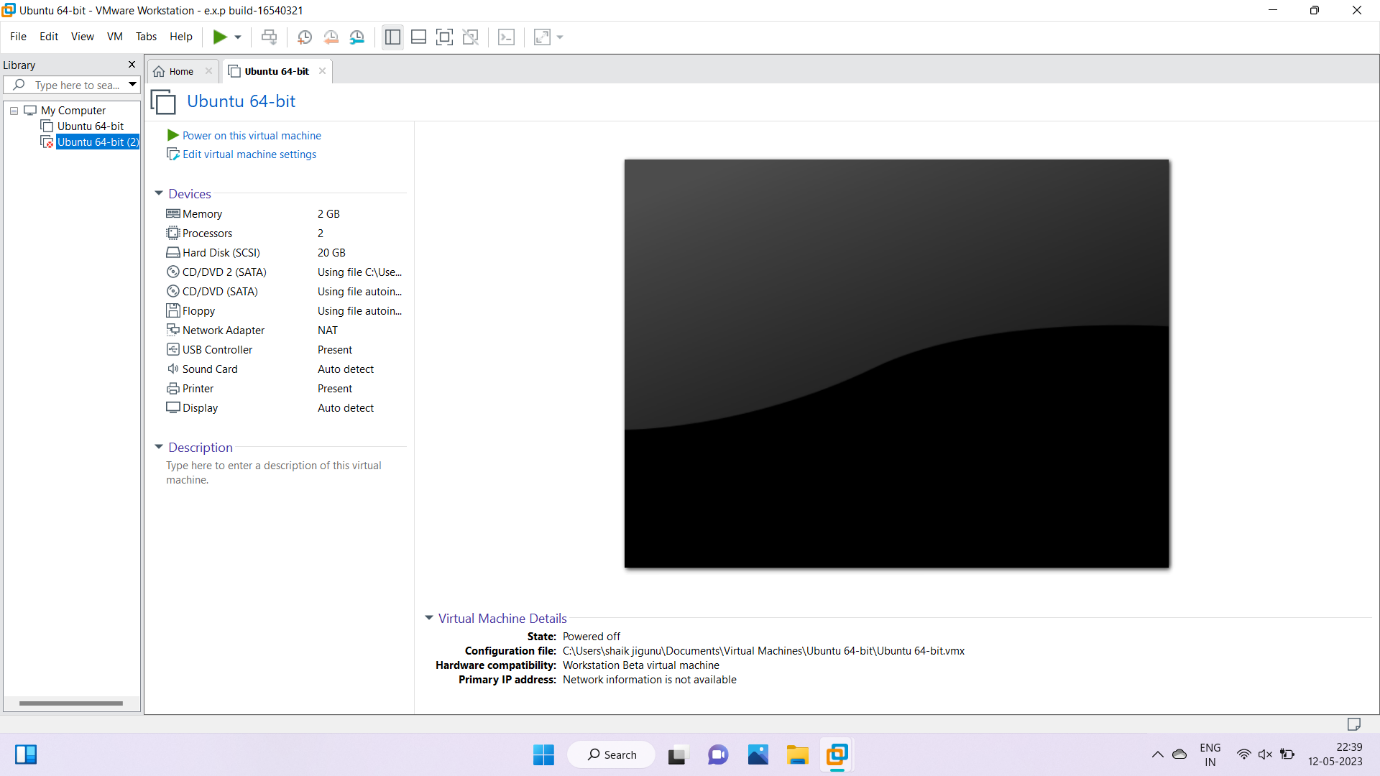 Ubuntu 64-bit - VMware Workstation - e.x.p build-16540321
File Edit View VM Tabs Help
Library
Type here to sea...
My Computer
Ubuntu 64-bit
Ubuntu 64-bit (2)
Home
Ubuntu 64-bit
Ubuntu 64-bit
Power on this virtual machine
Edit virtual machine settings
Devices
Memory 2 GB
Processors 2
Hard Disk (SCSI) 20 GB
CD/DVD 2 (SATA) Using file C:\Use...
CD/DVD (SATA) Using file autoin...
Floppy Using file autoin...
Network Adapter NAT
USB Controller Present
Sound Card Auto detect
Printer Present
Display Auto detect
Description
Type here to enter a description of this virtual
machine.
Virtual Machine Details
State: Powered off
Configuration file: C:\Users\shaik jigunu\Documents\Virtual Machines\Ubuntu 64-bit\Ubuntu 64-bit.vmx
Hardware compatibility: Workstation Beta virtual machine
Primary IP address: Network information is not available
Search
ENG
IN
22:39
12-05-2023